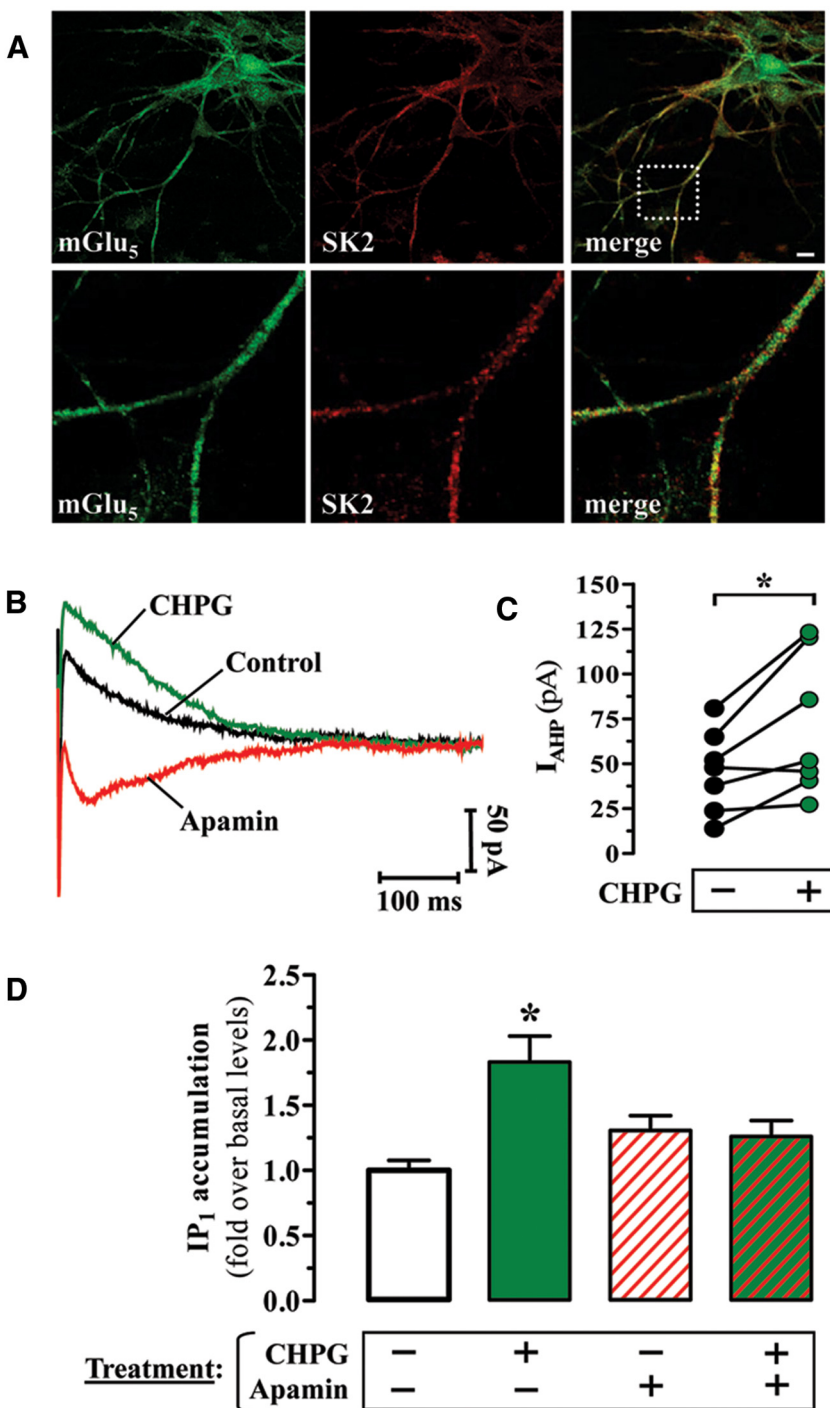 A
mGlu5
SK2
merge
mGlu5
SK2
merge
B
CHPG
Control
Apamin
50 pA
100 ms
C
IAHP (pA)
150
125
100
75
50
25
0
*
CHPG
− +
D
IP1 accumulation
(fold over basal levels)
2.5
2.0
1.5
1.0
0.5
0.0
*
Treatment:
CHPG − + − +
Apamin − − + +